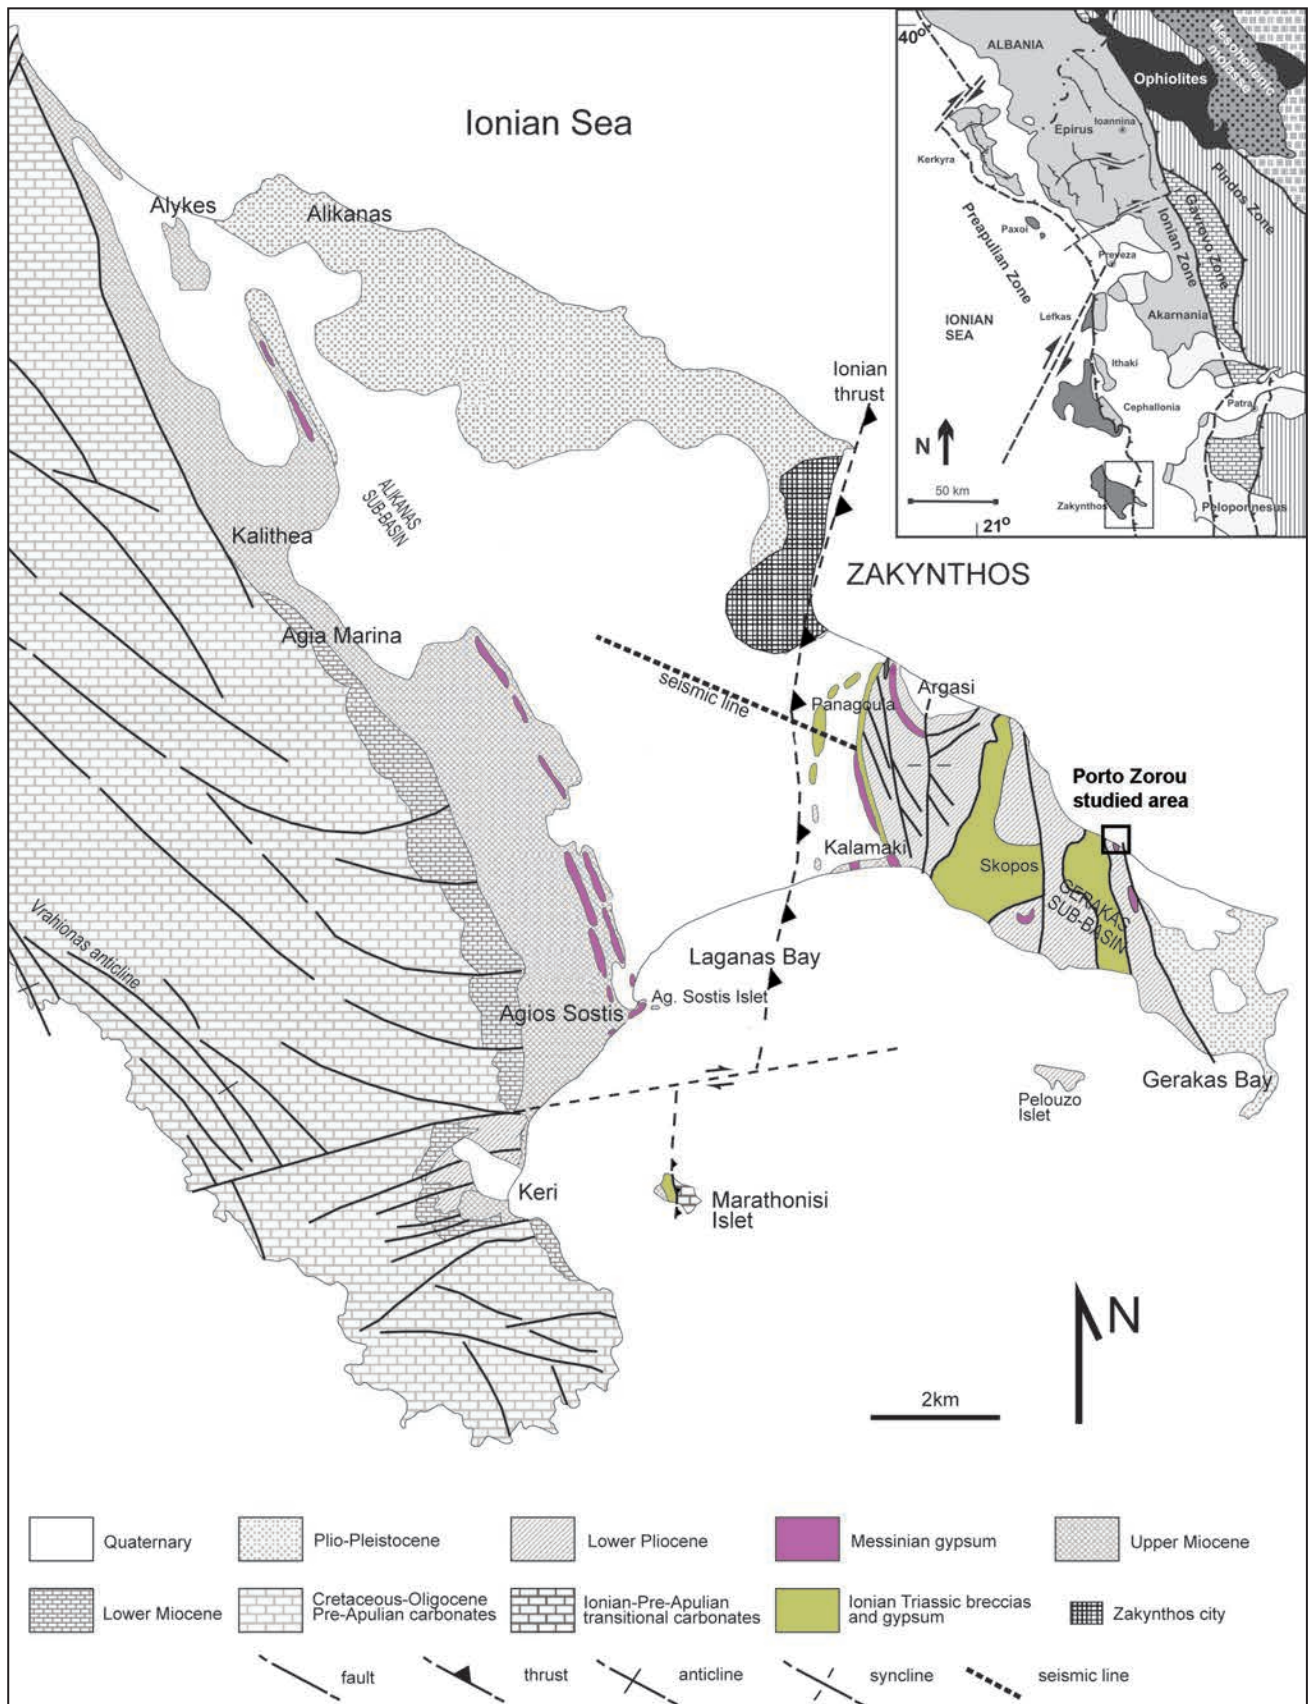 Ionian Sea
40°
ALBANIA
Ophiolites
Mesohellenic
molasse
Epirus
Ioannina
Kerkyra
Pindos Zone
Gavrovo Zone
Ionian Zone
Paxoi
Preveza
Preapulian Zone
Lefkas
Akarnania
IONIAN
SEA
Ithaki
Cephallonia
Patra
N
50 km
Zakynthos
Peloponnesus
21°
Alykes
Alikanas
Ionian
thrust
ALIKANAS
SUB-BASIN
Kalithea
ZAKYNTHOS
Agia Marina
seismic line
Panagoula
Argasi
Porto Zorou
studied area
Kalamaki
Skopos
GERAKAS
SUB-BASIN
Vrahionas anticline
Laganas Bay
Ag. Sostis Islet
Agios Sostis
Gerakas Bay
Pelouzo
Islet
Keri
Marathonisi
Islet
N
2km
Quaternary
Plio-Pleistocene
Lower Pliocene
Messinian gypsum
Upper Miocene
Lower Miocene
Cretaceous-Oligocene
Pre-Apulian carbonates
Ionian-Pre-Apulian
transitional carbonates
Ionian Triassic breccias
and gypsum
Zakynthos city
fault
thrust
anticline
syncline
seismic line